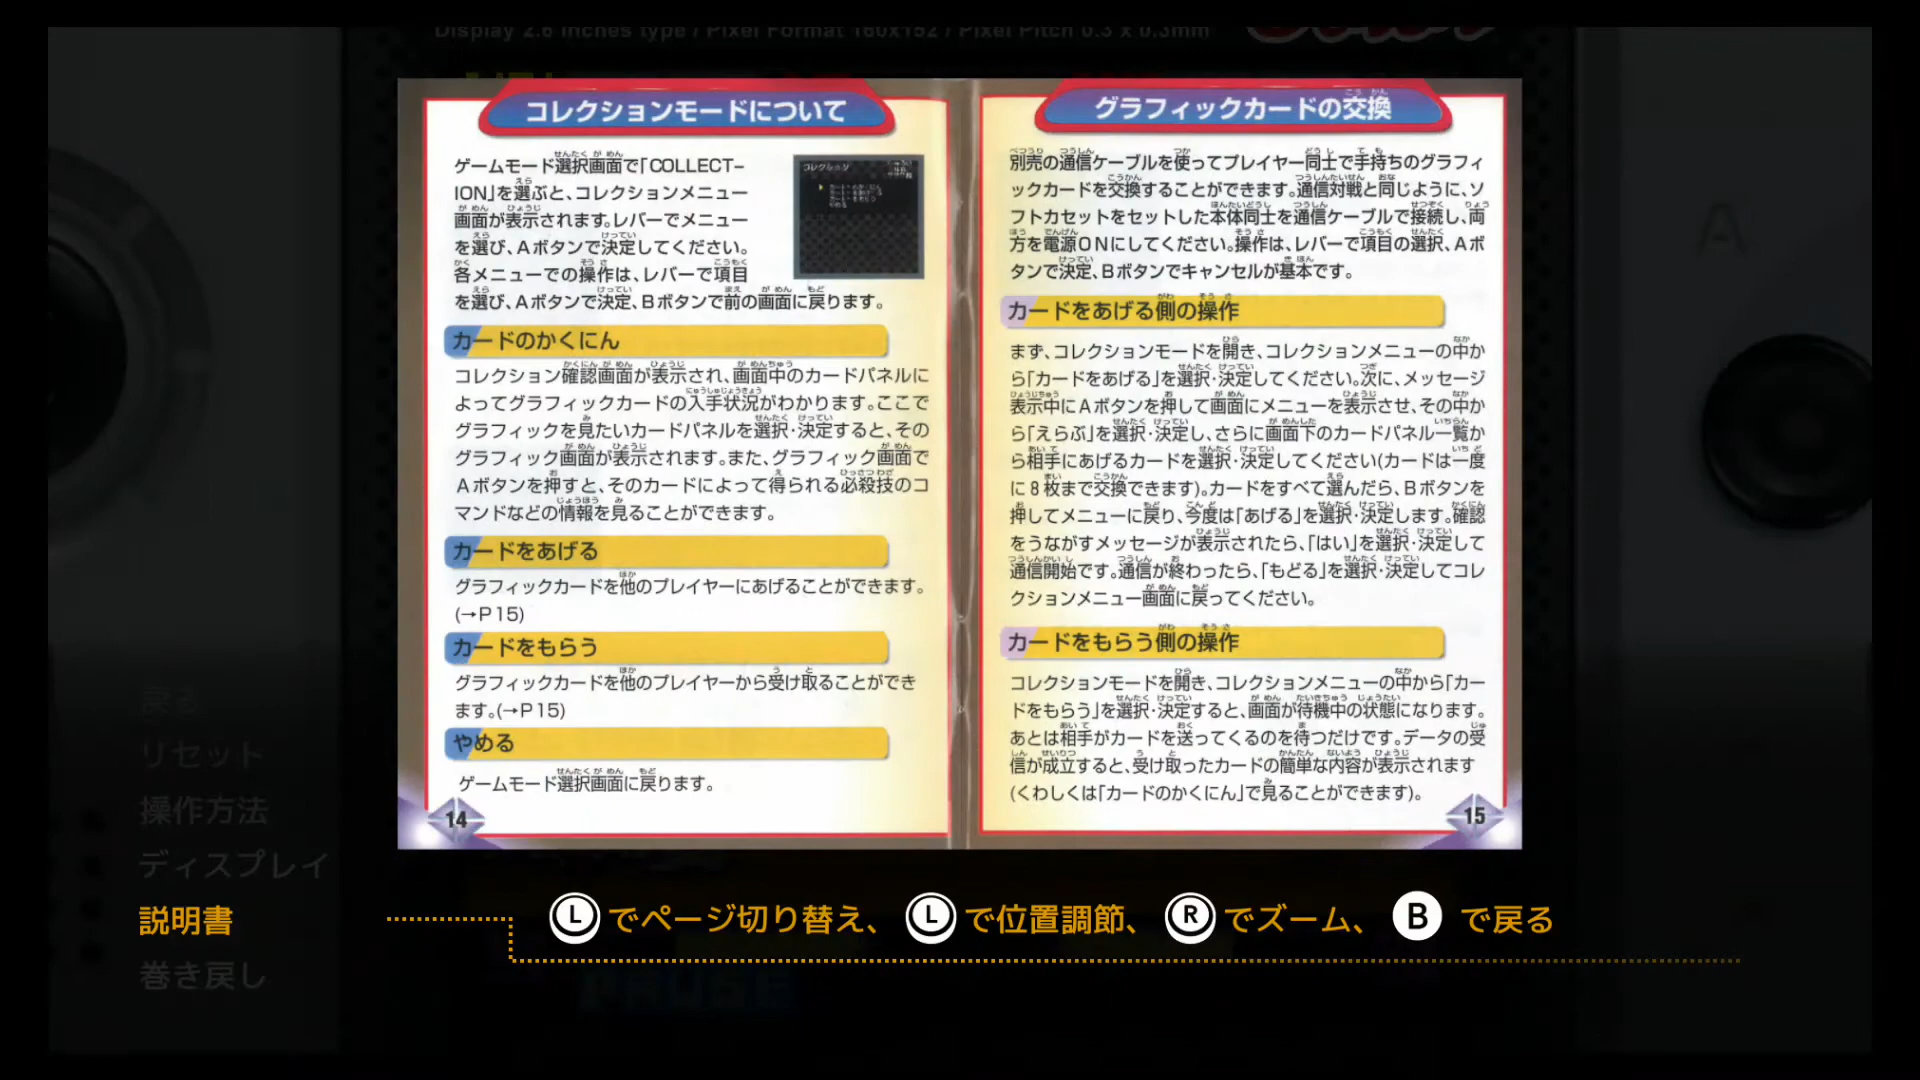 Display 2.6 inches type / Pixel Format 160x152 / Pixel Pitch 0.3 x 0.3mm
コレクションモードについて
ゲームモード選択画面で「COLLECT-
ION」を選ぶと、コレクションメニュー
画面が表示されます。レバーでメニュー
を選び、Aボタンで決定してください。
各メニューでの操作は、レバーで項目
を選び、Aボタンで決定、Bボタンで前の画面に戻ります。
コレクション
カードのかくにん
コレクション確認画面が表示され、画面中のカードパネルに
よってグラフィックカードの入手状況がわかります。ここで
グラフィックを見たいカードパネルを選択・決定すると、その
グラフィック画面が表示されます。また、グラフィック画面で
Aボタンを押すと、そのカードによって得られる必殺技のコ
マンドなどの情報を見ることができます。
カードをあげる
グラフィックカードを他のプレイヤーにあげることができます。
(→P15)
カードをもらう
グラフィックカードを他のプレイヤーから受け取ることができ
ます。(→P15)
やめる
ゲームモード選択画面に戻ります。
14
グラフィックカードの交換
別売の通信ケーブルを使ってプレイヤー同士で手持ちのグラフィ
ックカードを交換することができます。通信対戦と同じように、ソ
フトカセットをセットした本体同士を通信ケーブルで接続し、両
方を電源ONにしてください。操作は、レバーで項目の選択、Aボ
タンで決定、Bボタンでキャンセルが基本です。
カードをあげる側の操作
まず、コレクションモードを開き、コレクションメニューの中か
ら「カードをあげる」を選択・決定してください。次に、メッセージ
表示中にAボタンを押して画面にメニューを表示させ、その中か
ら「えらぶ」を選択・決定し、さらに画面下のカードパネル一覧か
ら相手にあげるカードを選択・決定してください(カードは一度
に8枚まで交換できます)。カードをすべて選んだら、Bボタンを
押してメニューに戻り、今度は「あげる」を選択・決定します。確認
をうながすメッセージが表示されたら、「はい」を選択・決定して
通信開始です。通信が終わったら、「もどる」を選択・決定してコレ
クションメニュー画面に戻ってください。
カードをもらう側の操作
コレクションモードを開き、コレクションメニューの中から「カー
ドをもらう」を選択・決定すると、画面が待機中の状態になります。
あとは相手がカードを送ってくるのを待つだけです。データの受
信が成立すると、受け取ったカードの簡単な内容が表示されます
(くわしくは「カードのかくにん」で見ることができます)。
15
A
戻る
リセット
操作方法
ディスプレイ
説明書
巻き戻し
Lでページ切り替え、Lで位置調節、Rでズーム、Bで戻る
PAUSE